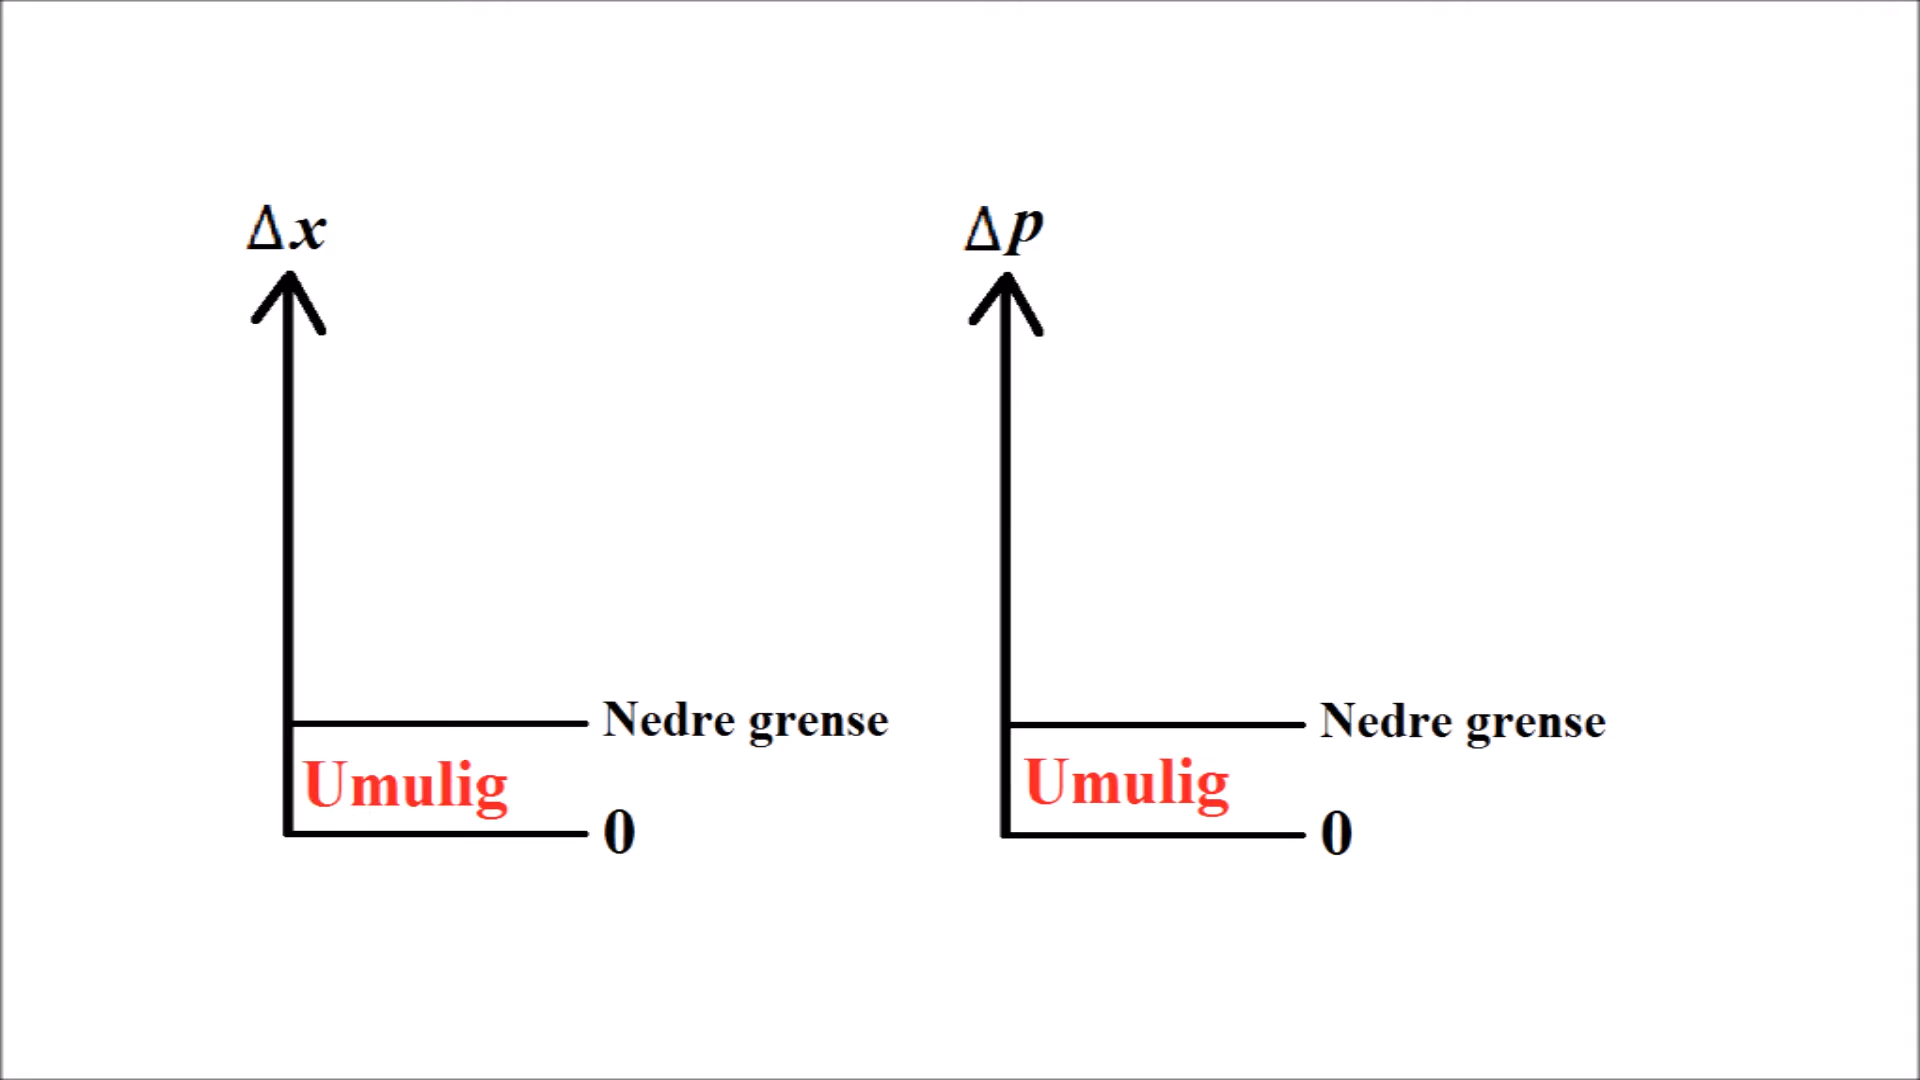 Δx
Nedre grense
Umulig
0
Δp
Nedre grense
Umulig
0